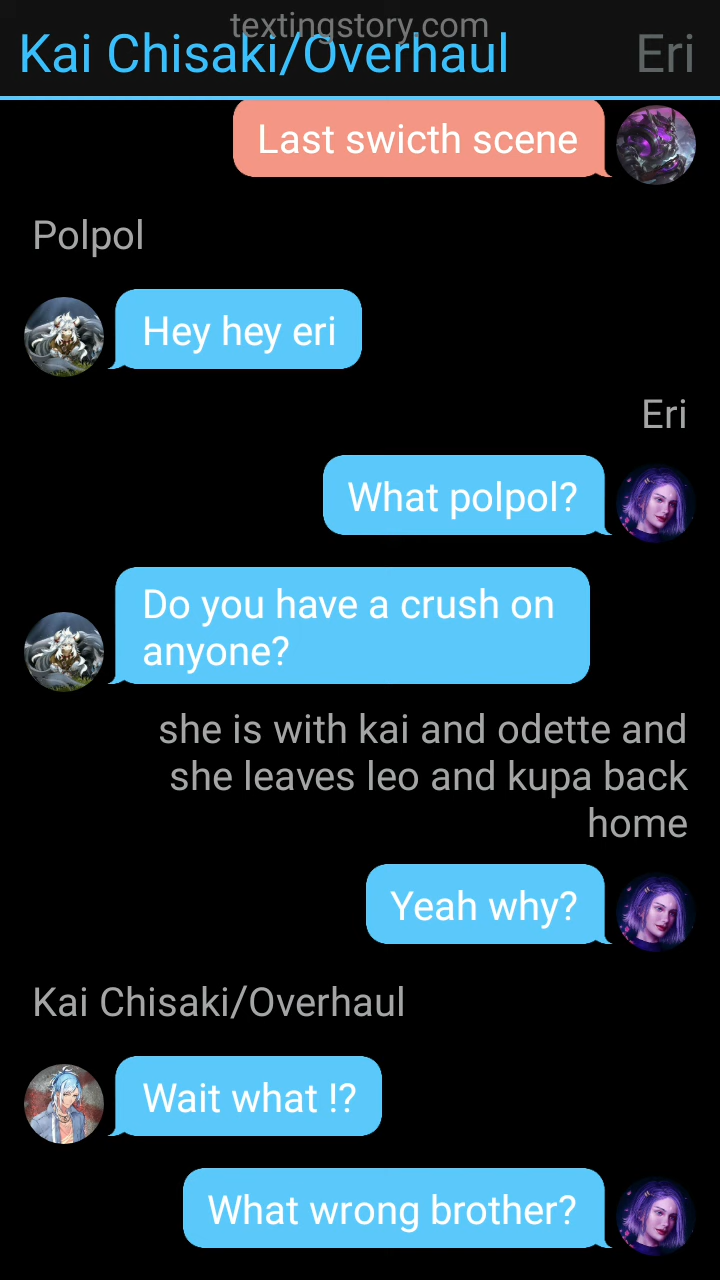 textingstory.com
Kai Chisaki/Overhaul
Eri
Last swicth scene
Polpol
Hey hey eri
Eri
What polpol?
Do you have a crush on
anyone?
she is with kai and odette and
she leaves leo and kupa back
home
Yeah why?
Kai Chisaki/Overhaul
Wait what !?
What wrong brother?